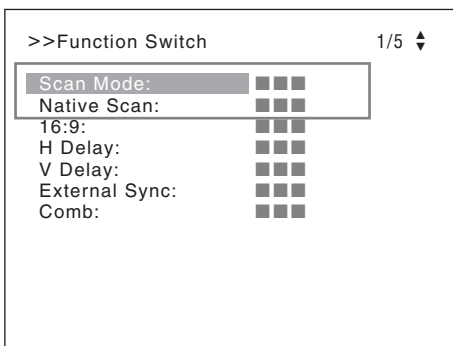 >>Function Switch 1/5
Scan Mode: ■■■
Native Scan: ■■■
16:9: ■■■
H Delay: ■■■
V Delay: ■■■
External Sync: ■■■
Comb: ■■■